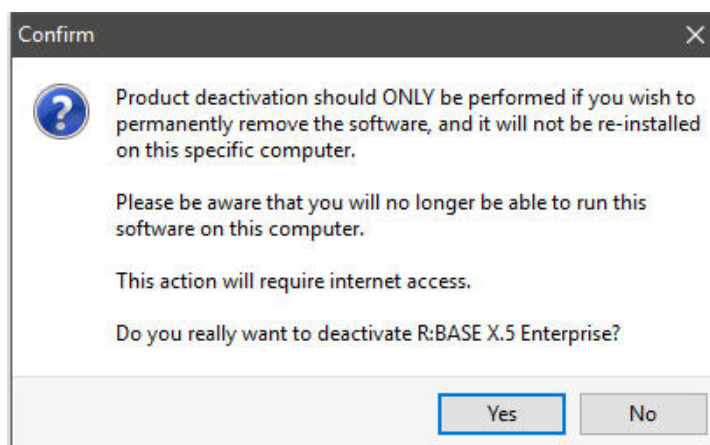 Confirm
Product deactivation should ONLY be performed if you wish to
permanently remove the software, and it will not be re-installed
on this specific computer.
Please be aware that you will no longer be able to run this
software on this computer.
This action will require internet access.
Do you really want to deactivate R:BASE X.5 Enterprise?
Yes No